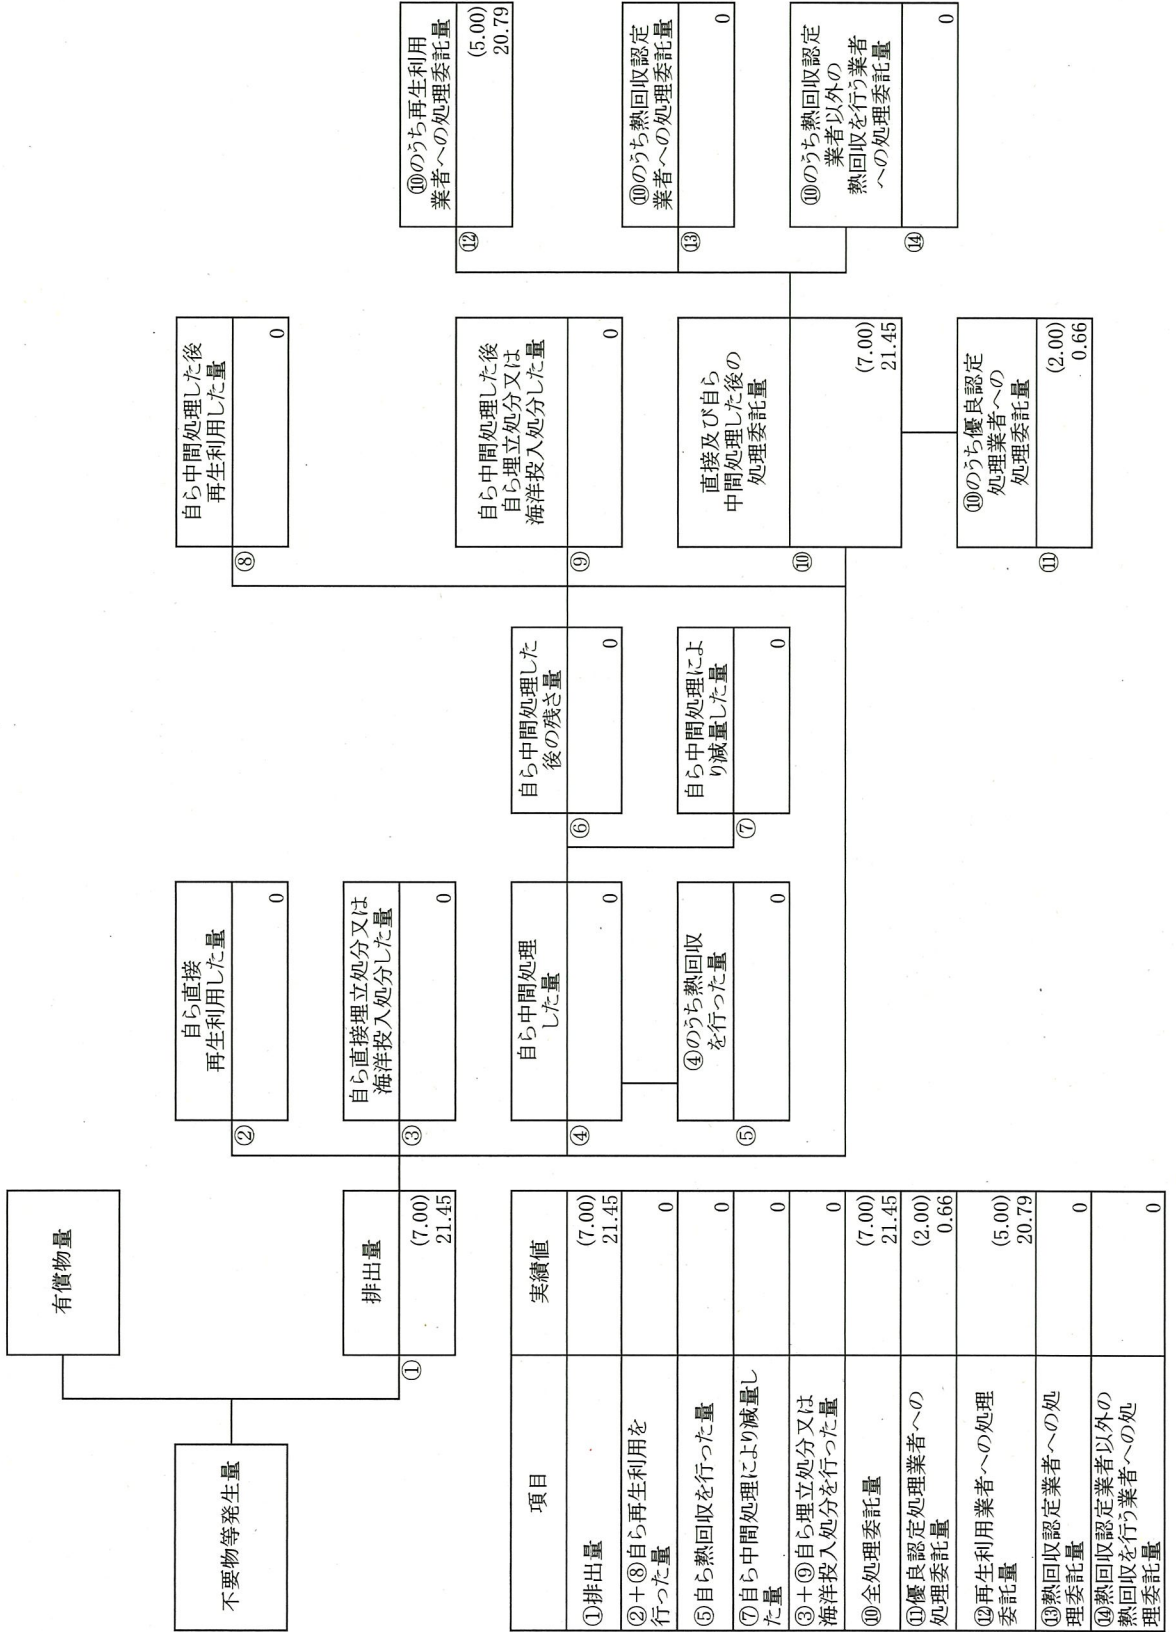 不要物等発生量
有償物量
①
排出量
(7.00)
21.45
②
自ら直接
再生利用した量
0
③
自ら直接埋立処分又は
海洋投入処分した量
0
④
自ら中間処理
した量
0
⑤
④のうち熱回収
を行った量
0
⑥
自ら中間処理した
後の残さ量
0
⑦
自ら中間処理によ
り減量した量
0
⑧
自ら中間処理した後
再生利用した量
0
⑨
自ら中間処理した後
自ら埋立処分又は
海洋投入処分した量
0
⑩
直接及び自ら
中間処理した後の
処理委託量
(7.00)
21.45
⑪
⑩のうち優良認定
処理業者への
処理委託量
(2.00)
0.66
⑫
⑩のうち再生利用
業者への処理委託量
(5.00)
20.79
⑬
⑩のうち熱回収認定
業者への処理委託量
0
⑭
⑩のうち熱回収認定
業者以外の
熱回収を行う業者
への処理委託量
0
項目 実績値
①排出量 (7.00)
21.45
②+⑧自ら再生利用を
行った量 0
⑤自ら熱回収を行った量 0
⑦自ら中間処理により減量し
た量 0
③+⑨自ら埋立処分又は
海洋投入処分を行った量 0
⑩全処理委託量 (7.00)
21.45
⑪優良認定処理業者への
処理委託量 (2.00)
0.66
⑫再生利用業者への処理
委託量 (5.00)
20.79
⑬熱回収認定業者への処
理委託量 0
⑭熱回収認定業者以外の
熱回収を行う業者への処
理委託量 0